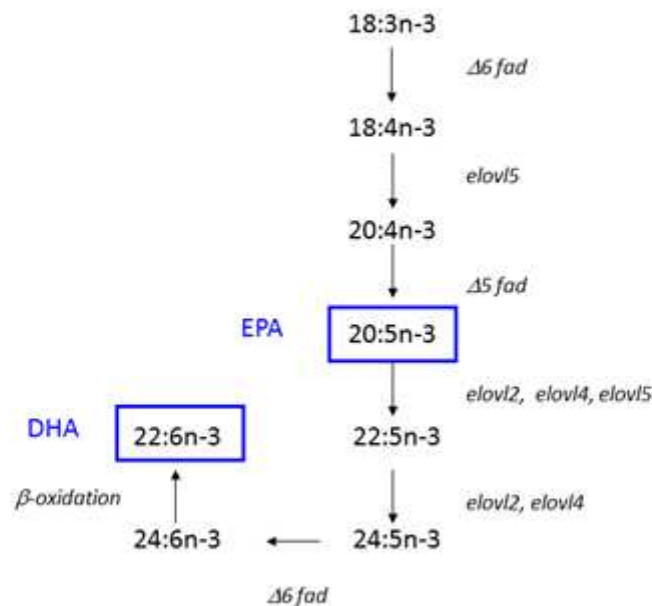 18:3n-3
Δ6 fad
18:4n-3
elovl5
20:4n-3
Δ5 fad
EPA
20:5n-3
elovl2, elovl4, elovl5
DHA
22:6n-3
22:5n-3
β-oxidation
elovl2, elovl4
24:6n-3
24:5n-3
Δ6 fad